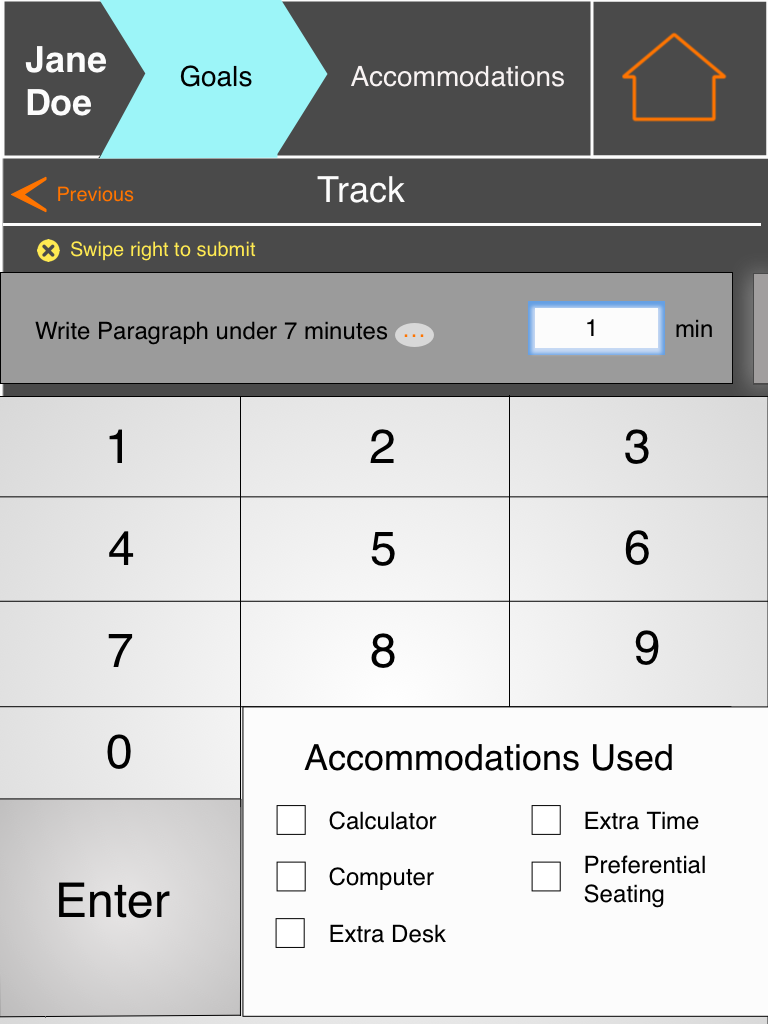 Jane
Doe
Goals
Accommodations
Previous
Track
Swipe right to submit
Write Paragraph under 7 minutes ...
1
min
1 2 3
4 5 6
7 8 9
0
Accommodations Used
Calculator
Extra Time
Computer
Preferential
Seating
Extra Desk
Enter